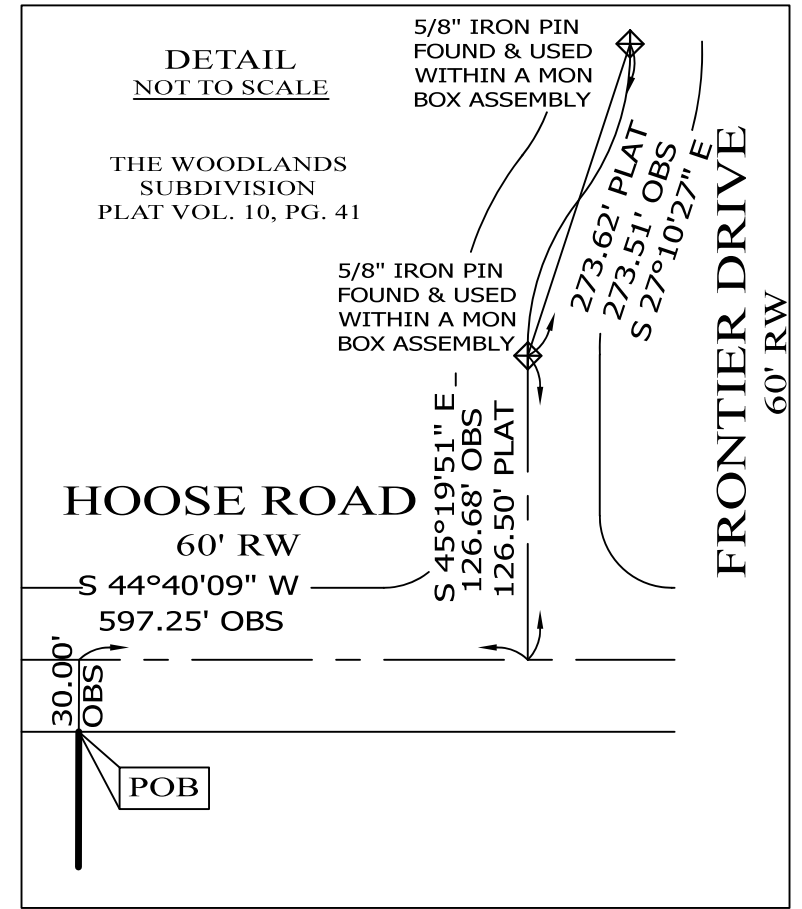 DETAIL
NOT TO SCALE
THE WOODLANDS
SUBDIVISION
PLAT VOL. 10, PG. 41
5/8" IRON PIN
FOUND & USED
WITHIN A MON
BOX ASSEMBLY
273.62' PLAT
273.51' OBS
S 27°10'27" E
FRONTIER DRIVE
60' RW
5/8" IRON PIN
FOUND & USED
WITHIN A MON
BOX ASSEMBLY
S 45°19'51" E
126.68' OBS
126.50' PLAT
HOOSE ROAD
60' RW
S 44°40'09" W
597.25' OBS
30.00'
OBS
POB